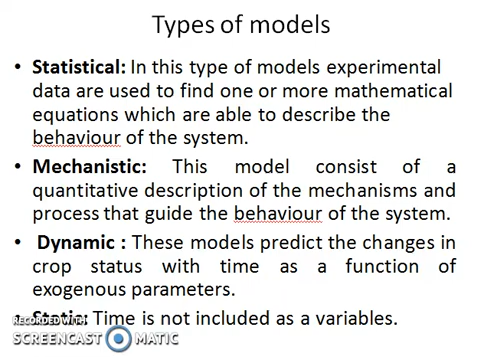 Types of models
• Statistical: In this type of models experimental
data are used to find one or more mathematical
equations which are able to describe the
behaviour of the system.
• Mechanistic: This model consist of a
quantitative description of the mechanisms and
process that guide the behaviour of the system.
• Dynamic : These models predict the changes in
crop status with time as a function of
exogenous parameters.
• Static: Time is not included as a variables.
RECORDED WITH
SCREENCAST MATIC